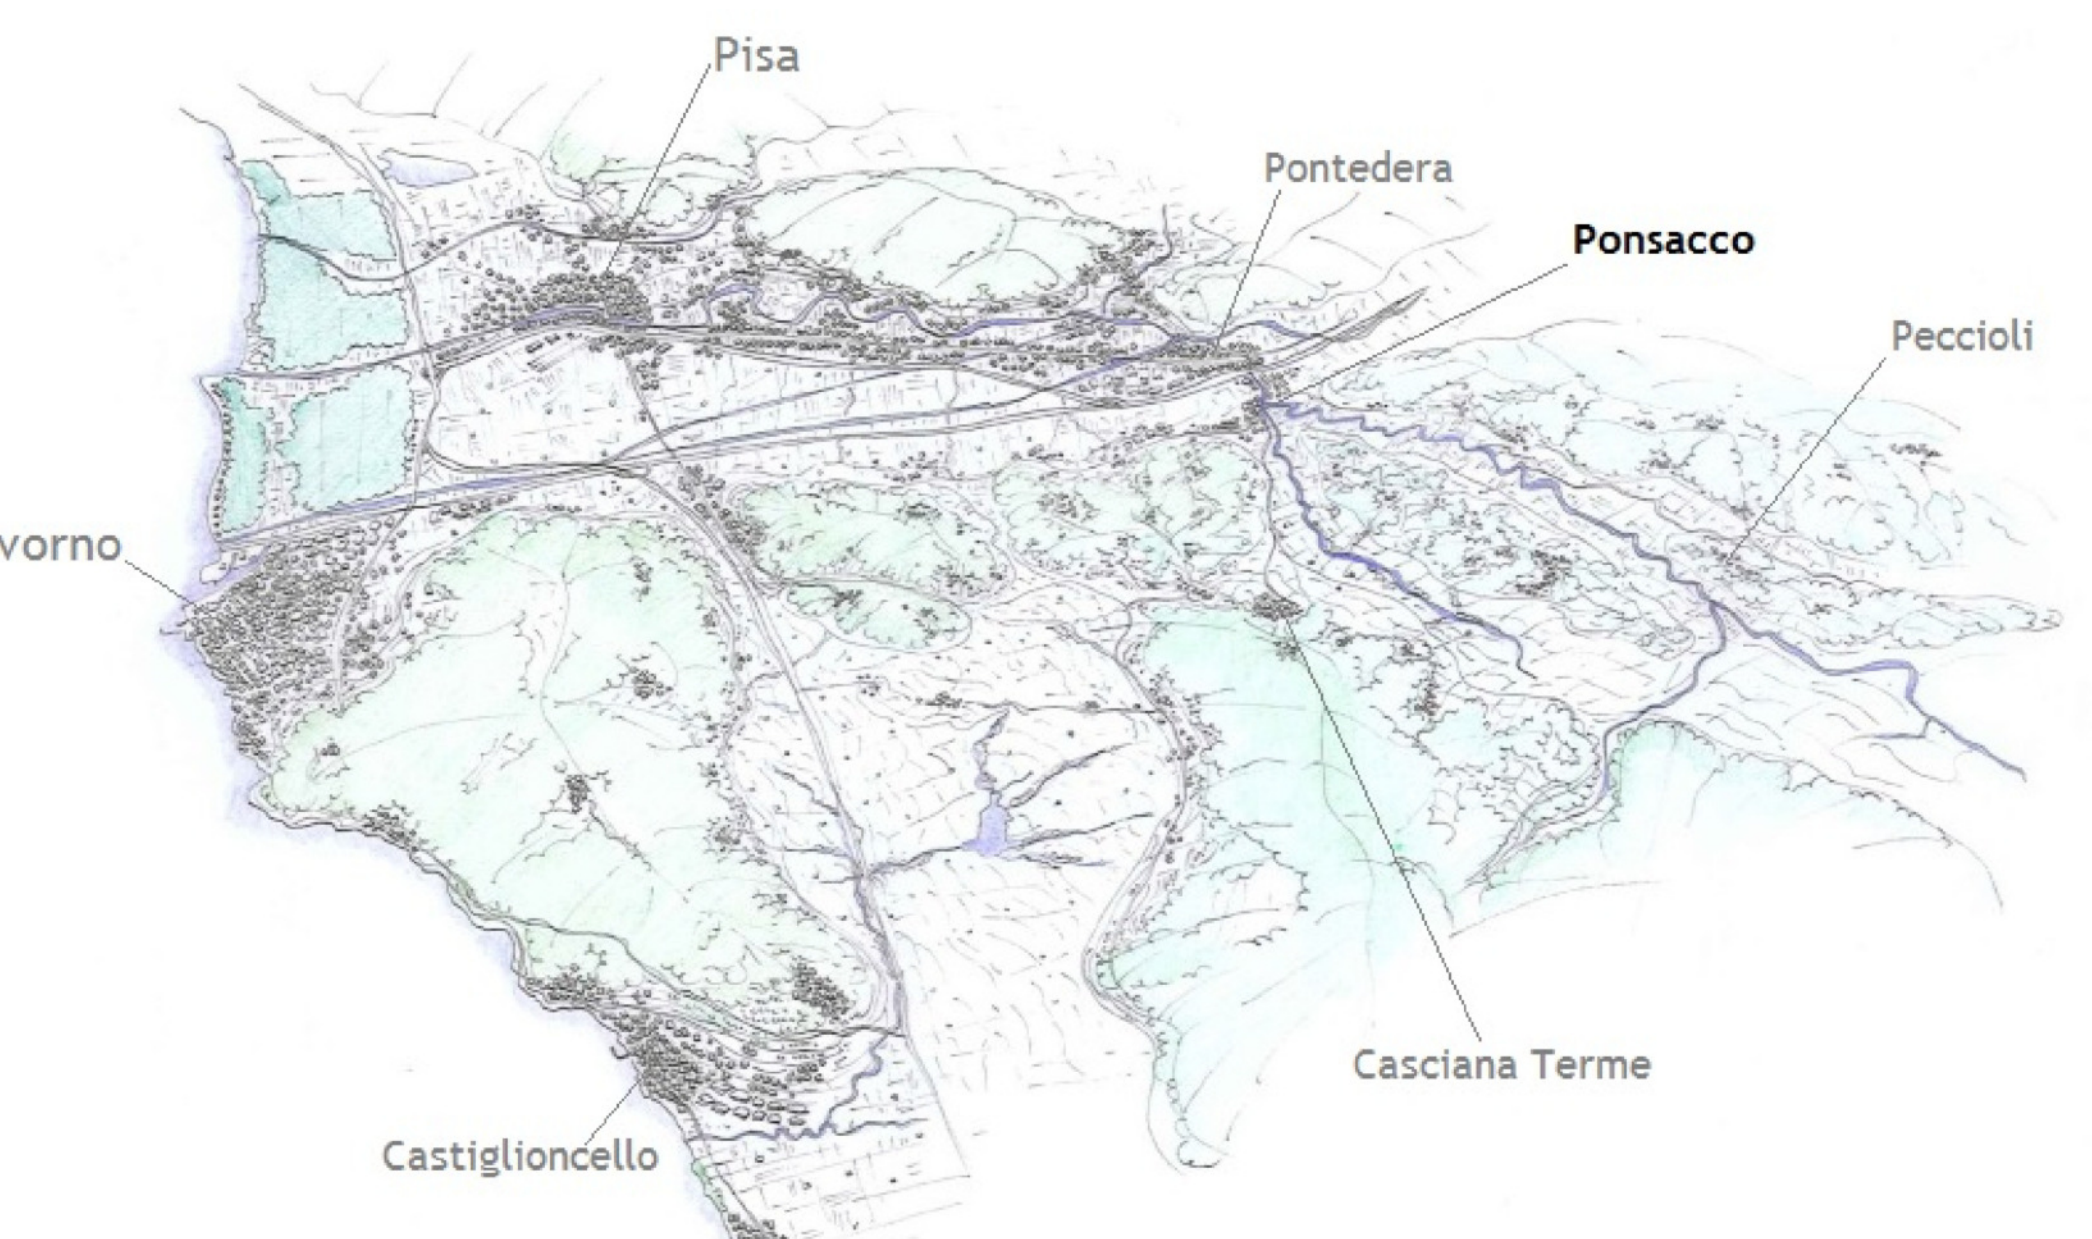 Pisa
Pontedera
Ponsacco
Peccioli
vorno
Casciana Terme
Castiglioncello